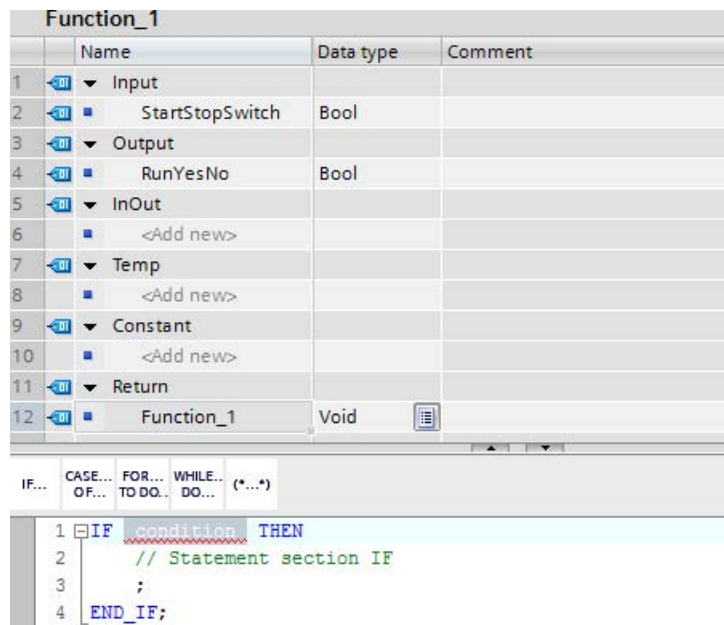 Function_1
Name Data type Comment
1 Input
2 StartStopSwitch Bool
3 Output
4 RunYesNo Bool
5 InOut
6 <Add new>
7 Temp
8 <Add new>
9 Constant
10 <Add new>
11 Return
12 Function_1 Void
IF... CASE... OF... FOR... TO DO... WHILE.. DO... (*...*)
1 IF _condition_ THEN
2 // Statement section IF
3 ;
4 END_IF;